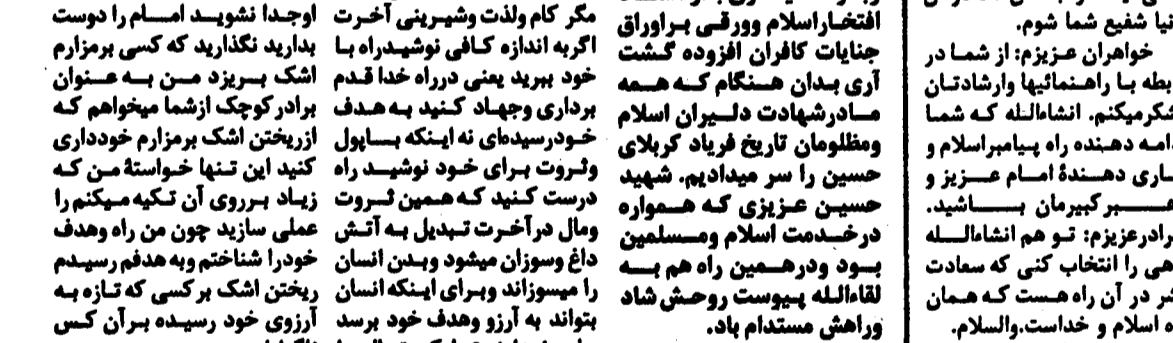 نیا شفیع شما شوم.
خواهران عزیزم: از شما در
بطه با راهنمائیها وارشادتان
شکرمیکنم. انشاءالله که شما
دامه دهنده راه پیامبراسلام و
اری دهندهٔ امام عزیز و
هبرکبیرمان باشید.
رادرعزیزم: تو هم انشاءالله
هی را انتخاب کنی که سعادت
در آن راه هست که همان
ه اسلام و خداست.والسلام.
افتخاراسلام وورقی براوراق
جنایات کافران افزوده گشت
آری بدان هنگام که همه
مادرشهادت دلیران اسلام
ومظلومان تاریخ فریاد کربلای
حسین را سر میدادیم. شهید
حسین عزیزی که همواره
درخدمت اسلام ومسلمین
بود ودرهمین راه هم به
لقاءالله پیوست روحش شاد
وراهش مستدام باد.
مگر کام ولذت وشیرینی آخرت
اگربه اندازه کافی نوشیدراه با
خود ببرید یعنی درراه خدا قدم
برداری وجهاد کنید به هدف
خودرسیده‌ای نه اینکه باپول
وثروت برای خود نوشید راه
درست کنید که همین ثروت
ومال درآخرت تبدیل به آتش
داغ وسوزان میشود وبدن انسان
را میسوزاند وبرای اینکه انسان
بتواند به آرزو وهدف خود برسد
اوجدا نشوید امام را دوست
بدارید نگذارید که کسی برمزارم
اشک بریزد من به عنوان
برادر کوچک ازشما میخواهم که
ازریختن اشک برمزارم خودداری
کنید این تنها خواستهٔ من که
زیاد برروی آن تکیه میکنم را
عملی سازید چون من راه وهدف
خودرا شناختم وبه هدفم رسیدم
ریختن اشک بر کسی که تازه به
آرزوی خود رسیده برآن کس